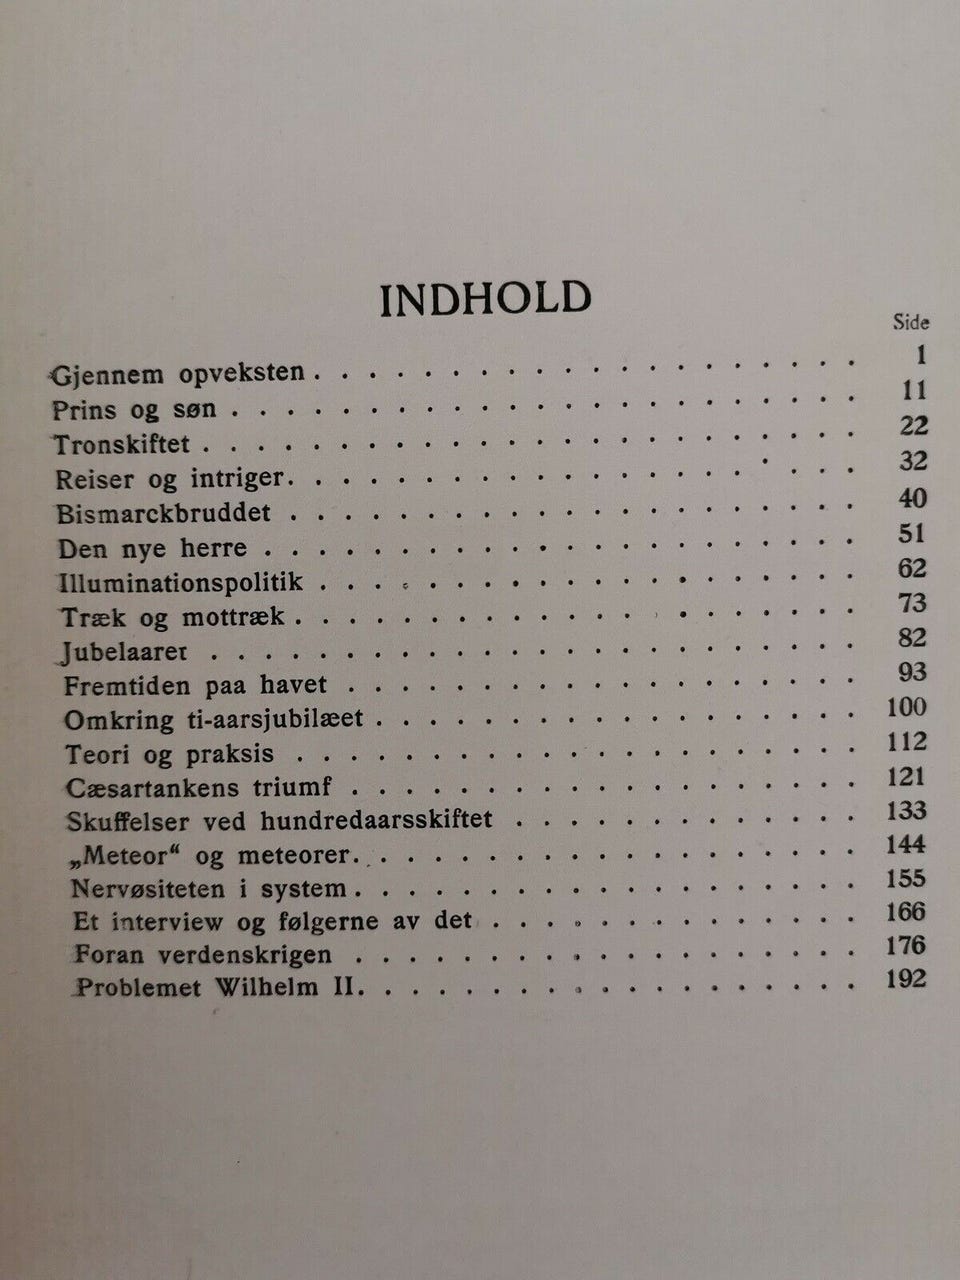 INDHOLD
Side
Gjennem opveksten . . . . . . . . . . . . . . . . . . . . 1
Prins og søn . . . . . . . . . . . . . . . . . . . . . . . 11
Tronskiftet . . . . . . . . . . . . . . . . . . . . . . . . 22
Reiser og intriger . . . . . . . . . . . . . . . . . . . . . 32
Bismarckbruddet . . . . . . . . . . . . . . . . . . . . . 40
Den nye herre . . . . . . . . . . . . . . . . . . . . . . 51
Illuminationspolitik . . . . . . . . . . . . . . . . . . . . 62
Træk og mottræk . . . . . . . . . . . . . . . . . . . . . 73
Jubelaaret . . . . . . . . . . . . . . . . . . . . . . . . 82
Fremtiden paa havet . . . . . . . . . . . . . . . . . . . 93
Omkring ti-aarsjubilæet . . . . . . . . . . . . . . . . . . 100
Teori og praksis . . . . . . . . . . . . . . . . . . . . . 112
Cæsartankens triumf . . . . . . . . . . . . . . . . . . . 121
Skuffelser ved hundredaarsskiftet . . . . . . . . . . . . . 133
„Meteor“ og meteorer . . . . . . . . . . . . . . . . . . . 144
Nervøsiteten i system . . . . . . . . . . . . . . . . . . . 155
Et interview og følgerne av det . . . . . . . . . . . . . . 166
Foran verdenskrigen . . . . . . . . . . . . . . . . . . . 176
Problemet Wilhelm II . . . . . . . . . . . . . . . . . . . 192